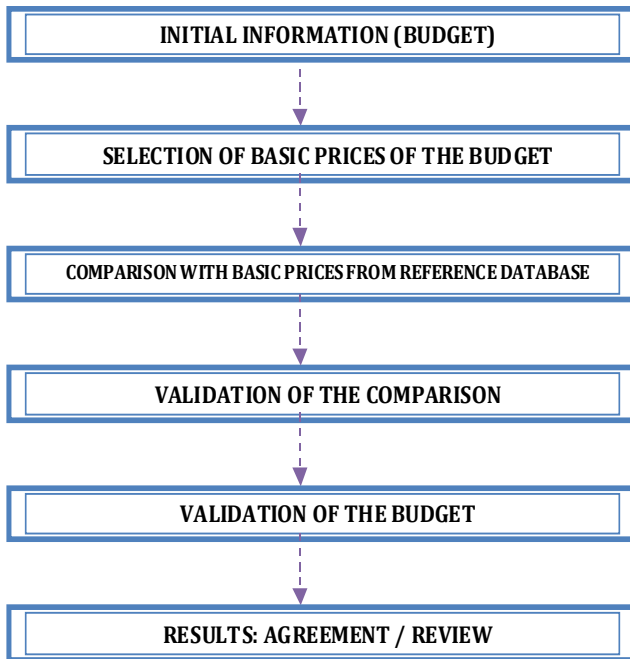 INITIAL INFORMATION (BUDGET)
SELECTION OF BASIC PRICES OF THE BUDGET
COMPARISON WITH BASIC PRICES FROM REFERENCE DATABASE
VALIDATION OF THE COMPARISON
VALIDATION OF THE BUDGET
RESULTS: AGREEMENT / REVIEW